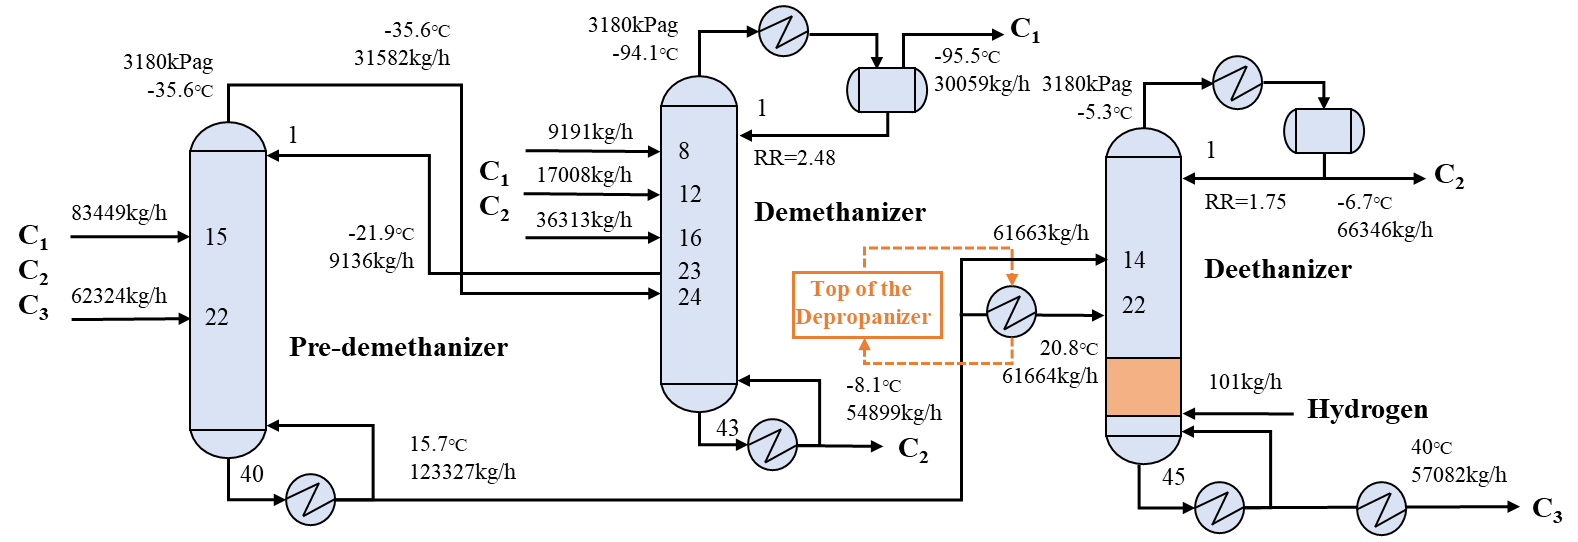 3180kPag
-35.6℃
-35.6℃
31582kg/h
1
83449kg/h
C1
C2
C3
62324kg/h
15
22
Pre-demethanizer
-21.9℃
9136kg/h
40
15.7℃
123327kg/h
3180kPag
-94.1℃
1
9191kg/h
C1
C2
17008kg/h
36313kg/h
8
12
16
23
24
43
Demethanizer
RR=2.48
C1
-95.5℃
30059kg/h
-8.1℃
54899kg/h
C2
Top of the
Depropanizer
61663kg/h
20.8℃
61664kg/h
3180kPag
-5.3℃
1
14
22
45
Deethanizer
RR=1.75
C2
-6.7℃
66346kg/h
101kg/h
Hydrogen
40℃
57082kg/h
C3